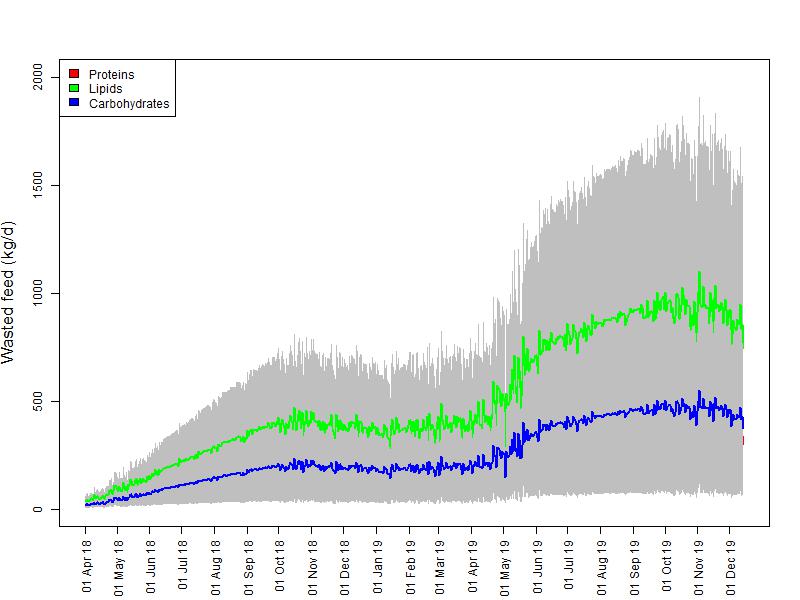 Proteins
Lipids
Carbohydrates
Wasted feed (kg/d)
2000
1500
1000
500
0
01 Apr 18
01 May 18
01 Jun 18
01 Jul 18
01 Aug 18
01 Sep 18
01 Oct 18
01 Nov 18
01 Dec 18
01 Jan 19
01 Feb 19
01 Mar 19
01 Apr 19
01 May 19
01 Jun 19
01 Jul 19
01 Aug 19
01 Sep 19
01 Oct 19
01 Nov 19
01 Dec 19